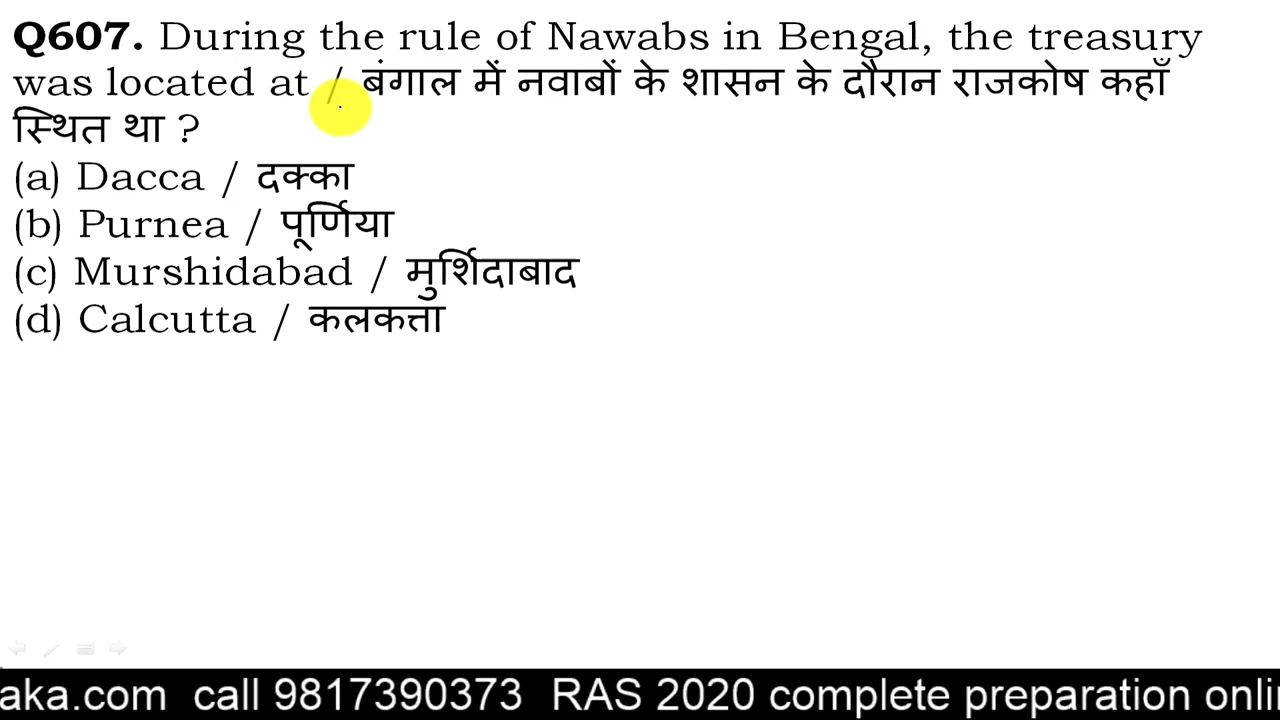 Q607. During the rule of Nawabs in Bengal, the treasury
was located at / बंगाल में नवाबों के शासन के दौरान राजकोष कहाँ
स्थित था ?
(a) Dacca / दक्का
(b) Purnea / पूर्णिया
(c) Murshidabad / मुर्शिदाबाद
(d) Calcutta / कलकत्ता
aka.com call 9817390373 RAS 2020 complete preparation onli